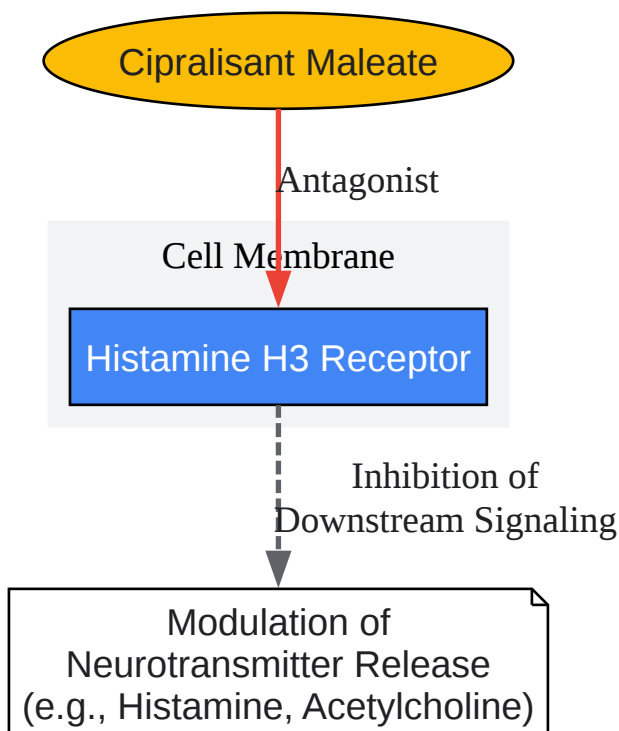 Cipralisant Maleate
Antagonist
Cell Membrane
Histamine H3 Receptor
Inhibition of
Downstream Signaling
Modulation of
Neurotransmitter Release
(e.g., Histamine, Acetylcholine)